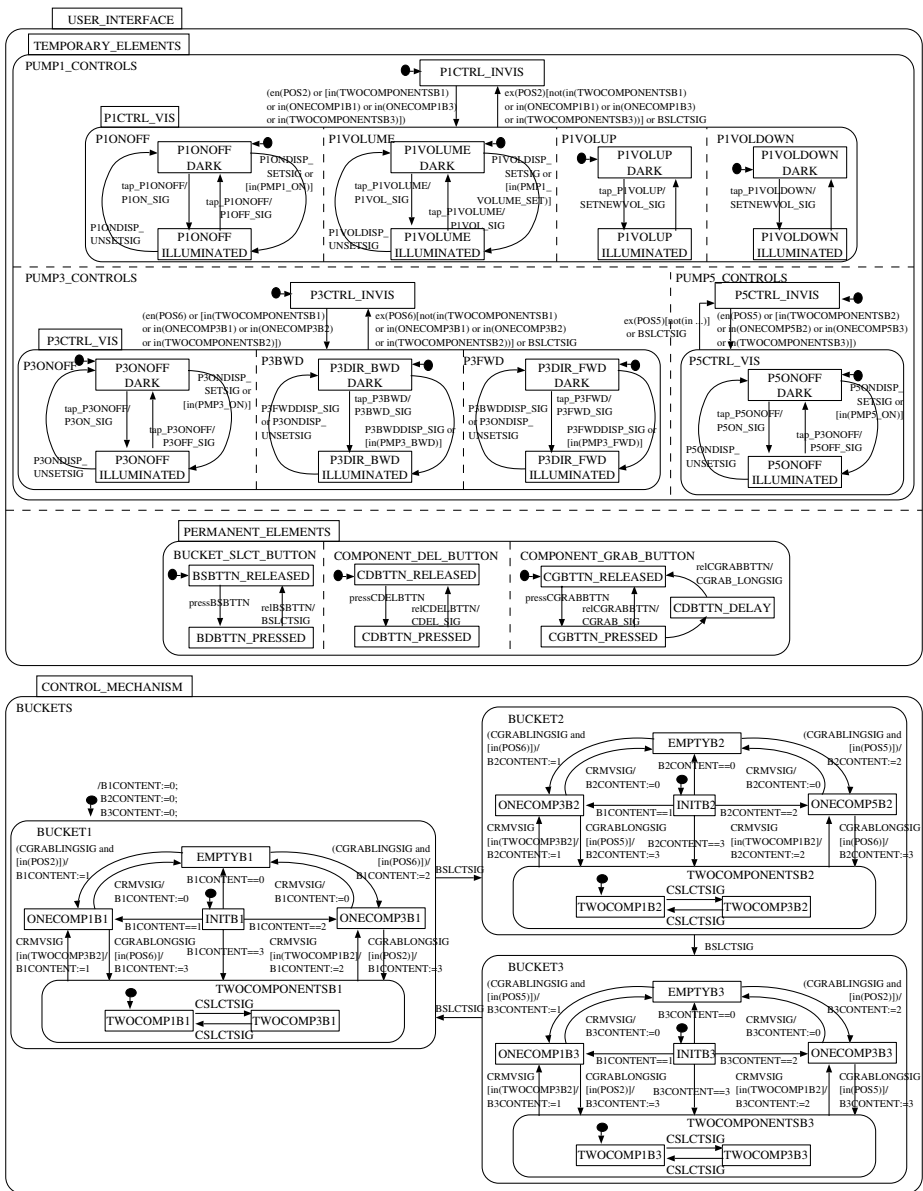 USER_INTERFACE
TEMPORARY_ELEMENTS
PUMP1_CONTROLS
P1CTRL_INVIS
(en(POS2) or [in(TWOCOMPONENTSB1)
or in(ONECOMP1B1) or in(ONECOMP1B3)
or in(TWOCOMPONENTSB3)])
ex(POS2)[not(in(TWOCOMPONENTSB1)
or in(ONECOMP1B1) or in(ONECOMP1B3)
or in(TWOCOMPONENTSB3))] or BSLCTSIG
P1CTRL_VIS
P1ONOFF
P1ONOFF
DARK
P1ONDISP_
SETSIG or
[in(PMP1_ON)]
tap_P1ONOFF/
P1ON_SIG
tap_P1ONOFF/
P1OFF_SIG
P1ONDISP_
UNSETSIG
P1ONOFF
ILLUMINATED
P1VOLUME
P1VOLUME
DARK
P1VOLDISP_
SETSIG or
[in(PMP1_
VOLUME_SET)]
tap_P1VOLUME/
P1VOL_SIG
tap_P1VOLUME/
P1VOL_SIG
P1VOLDISP_
UNSETSIG
P1VOLUME
ILLUMINATED
P1VOLUP
P1VOLUP
DARK
tap_P1VOLUP/
SETNEWVOL_SIG
P1VOLUP
ILLUMINATED
P1VOLDOWN
P1VOLDOWN
DARK
tap_P1VOLDOWN/
SETNEWVOL_SIG
P1VOLDOWN
ILLUMINATED
PUMP3_CONTROLS
P3CTRL_INVIS
(en(POS6) or [in(TWOCOMPONENTSB1)
or in(ONECOMP3B1) or in(ONECOMP3B2)
or in(TWOCOMPONENTSB2)])
ex(POS6)[not(in(TWOCOMPONENTSB1)
or in(ONECOMP3B1) or in(ONECOMP3B2)
or in(TWOCOMPONENTSB2))] or BSLCTSIG
P3CTRL_VIS
P3ONOFF
P3ONOFF
DARK
P3ONDISP_
SETSIG or
[in(PMP3_ON)]
tap_P3ONOFF/
P3ON_SIG
tap_P3ONOFF/
P3OFF_SIG
P3ONDISP_
UNSETSIG
P3ONOFF
ILLUMINATED
P3BWD
P3DIR_BWD
DARK
tap_P3BWD/
P3BWD_SIG
P3FWDDISP_SIG
or P3ONDISP_
UNSETSIG
P3BWDDISP_SIG or
[in(PMP3_BWD)]
P3DIR_BWD
ILLUMINATED
P3FWD
P3DIR_FWD
DARK
tap_P3FWD/
P3FWD_SIG
P3BWDDISP_SIG
or P3ONDISP_
UNSETSIG
P3FWDDISP_SIG or
[in(PMP3_FWD)]
P3DIR_FWD
ILLUMINATED
PUMP5_CONTROLS
P5CTRL_INVIS
ex(POS5)[not(in ...)]
or BSLCTSIG
(en(POS5) or [in(TWOCOMPONENTSB2)
or in(ONECOMP5B2) or in(ONECOMP5B3)
or in(TWOCOMPONENTSB3)])
P5CTRL_VIS
P5ONOFF
DARK
P5ONDISP_
SETSIG or
[in(PMP5_ON)]
tap_P5ONOFF/
P5ON_SIG
tap_P5ONOFF/
P5OFF_SIG
P5ONDISP_
UNSETSIG
P5ONOFF
ILLUMINATED
PERMANENT_ELEMENTS
BUCKET_SLCT_BUTTON
BSBTTN_RELEASED
pressBSBTTN
relBSBTTN/
BSLCTSIG
BDBTTN_PRESSED
COMPONENT_DEL_BUTTON
CDBTTN_RELEASED
pressCDELBTTN
relCDELBTTN/
CDEL_SIG
CDBTTN_PRESSED
COMPONENT_GRAB_BUTTON
CGBTTN_RELEASED
relCGRABBTTN/
CGRAB_LONGSIG
pressCGRABBTTN
relCGRABBTTN/
CGRAB_SIG
CDBTTN_DELAY
CGBTTN_PRESSED
CONTROL_MECHANISM
BUCKETS
/B1CONTENT:=0;
B2CONTENT:=0;
B3CONTENT:=0;
BUCKET1
(CGRABLINGSIG and
[in(POS2)])/
B1CONTENT:=1
EMPTYB1
(CGRABLINGSIG and
[in(POS6)])/
B1CONTENT:=2
CRMVSIG/
B1CONTENT:=0
B1CONTENT==0
CRMVSIG/
B1CONTENT:=0
ONECOMP1B1
B1CONTENT==1
INITB1
B1CONTENT==2
ONECOMP3B1
CRMVSIG
[in(TWOCOMP3B2]/
B1CONTENT:=1
CGRABLONGSIG
[in(POS6)]/
B1CONTENT:=3
B1CONTENT==3
CRMVSIG
[in(TWOCOMP1B2]/
B1CONTENT:=2
CGRABLONGSIG
[in(POS2)]/
B1CONTENT:=3
TWOCOMPONENTSB1
TWOCOMP1B1
CSLCTSIG
CSLCTSIG
TWOCOMP3B1
BSLCTSIG
BUCKET2
(CGRABLINGSIG and
[in(POS6)])/
B2CONTENT:=1
EMPTYB2
(CGRABLINGSIG and
[in(POS5)])/
B2CONTENT:=2
CRMVSIG/
B2CONTENT:=0
B2CONTENT==0
CRMVSIG/
B2CONTENT:=0
ONECOMP3B2
B1CONTENT==1
INITB2
B2CONTENT==2
ONECOMP5B2
CRMVSIG
[in(TWOCOMP3B2]/
B2CONTENT:=1
CGRABLONGSIG
[in(POS5)]/
B2CONTENT:=3
B2CONTENT==3
CRMVSIG
[in(TWOCOMP1B2]/
B2CONTENT:=2
CGRABLONGSIG
[in(POS6)]/
B2CONTENT:=3
TWOCOMPONENTSB2
TWOCOMP1B2
CSLCTSIG
CSLCTSIG
TWOCOMP3B2
BSLCTSIG
BSLCTSIG
BUCKET3
(CGRABLINGSIG and
[in(POS5)])/
B3CONTENT:=1
EMPTYB3
(CGRABLINGSIG and
[in(POS2)])/
B3CONTENT:=2
CRMVSIG/
B3CONTENT:=0
B3CONTENT==0
CRMVSIG/
B3CONTENT:=0
ONECOMP1B3
B1CONTENT==1
INITB3
B3CONTENT==2
ONECOMP3B3
CRMVSIG
[in(TWOCOMP3B2]/
B3CONTENT:=1
CGRABLONGSIG
[in(POS2)]/
B3CONTENT:=3
B3CONTENT==3
CRMVSIG
[in(TWOCOMP1B2]/
B3CONTENT:=2
CGRABLONGSIG
[in(POS5)]/
B3CONTENT:=3
TWOCOMPONENTSB3
TWOCOMP1B3
CSLCTSIG
CSLCTSIG
TWOCOMP3B3